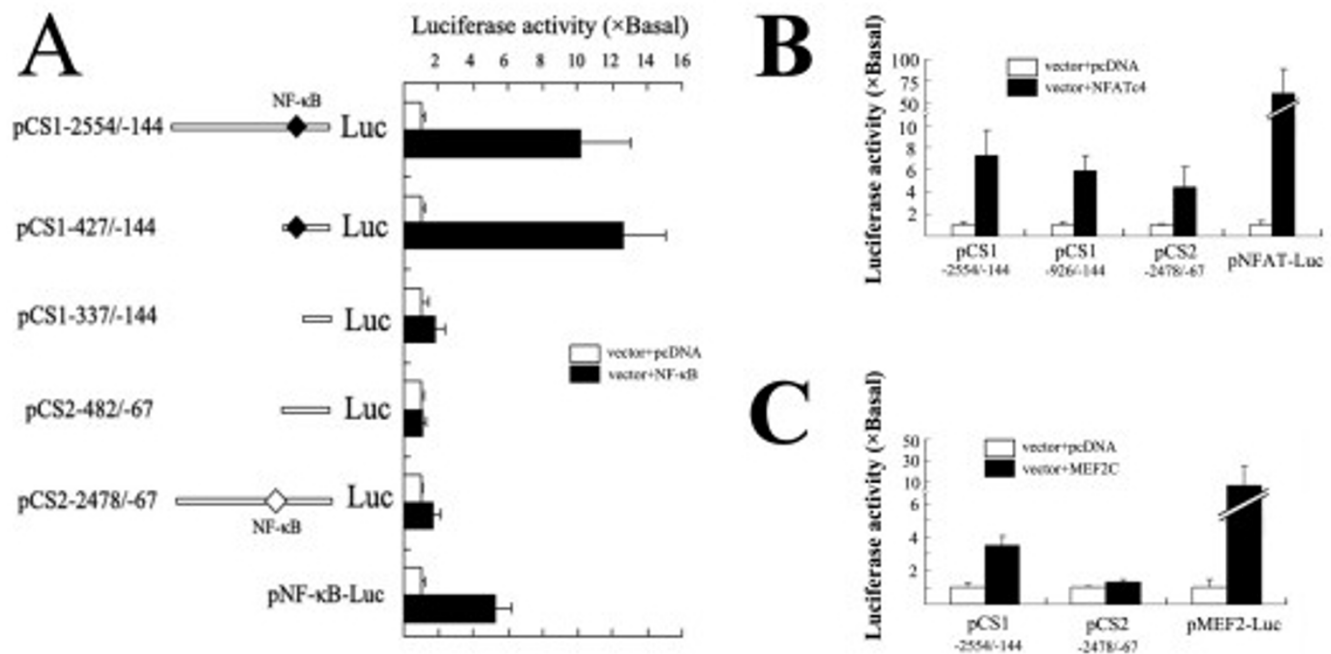 A
Luciferase activity (×Basal)
2 4 6 8 10 12 14 16
NF-κB
pCS1-2554/-144
Luc
pCS1-427/-144
Luc
pCS1-337/-144
Luc
vector+pcDNA
vector+NF-κB
pCS2-482/-67
Luc
pCS2-2478/-67
Luc
NF-κB
pNF-κB-Luc
B
Luciferase activity (×Basal)
100
75
50
10
8
6
4
2
vector+pcDNA
vector+NFATc4
pCS1
-2554/-144
pCS1
-926/-144
pCS2
-2478/-67
pNFAT-Luc
C
Luciferase activity (×Basal)
50
30
10
6
4
2
vector+pcDNA
vector+MEF2C
pCS1
-2554/-144
pCS2
-2478/-67
pMEF2-Luc